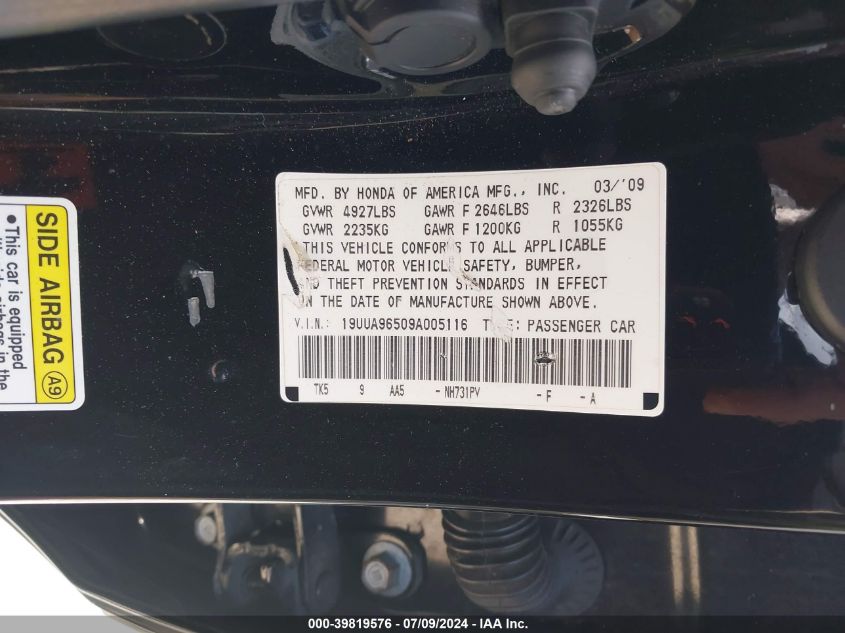 MFD. BY HONDA OF AMERICA MFG., INC. 03/'09
GVWR 4927LBS GAWR F 2646LBS R 2326LBS
GVWR 2235KG GAWR F 1200KG R 1055KG
THIS VEHICLE CONFORMS TO ALL APPLICABLE
FEDERAL MOTOR VEHICLE SAFETY, BUMPER,
AND THEFT PREVENTION STANDARDS IN EFFECT
ON THE DATE OF MANUFACTURE SHOWN ABOVE.
V.I.N.: 19UUA96509A005116 TYPE: PASSENGER CAR
TK5 9 AA5 - NH731PV - F - A
SIDE AIRBAG A9
•This car is equipped
airbags in the
000-39819576 / 07/09/2024 - IAA Inc.